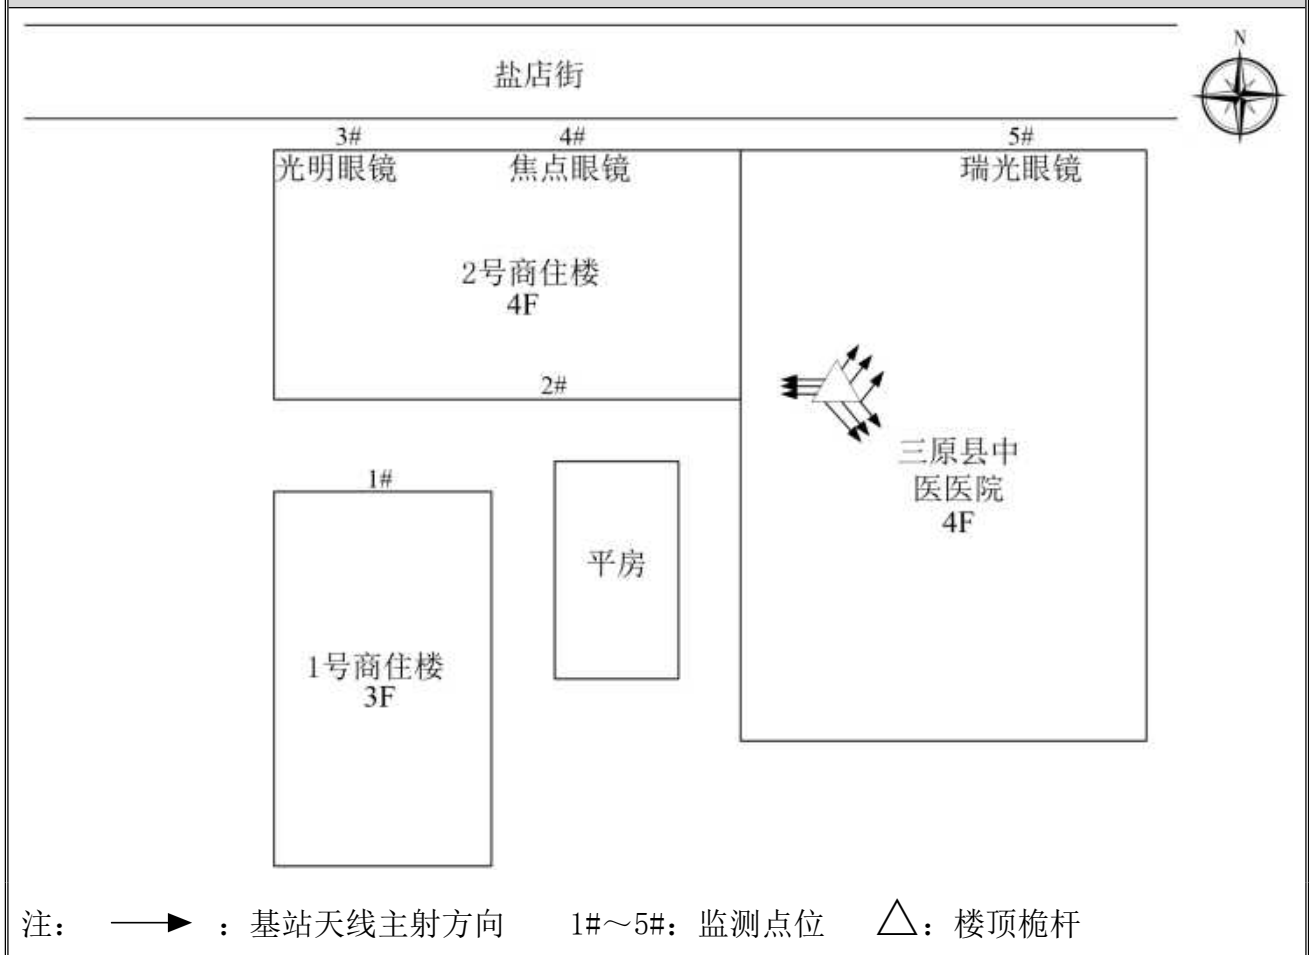 N
盐店街
3#
4#
5#
光明眼镜
焦点眼镜
瑞光眼镜
2号商住楼
4F
2#
三原县中
医医院
4F
1#
平房
1号商住楼
3F
注： ：基站天线主射方向 1#～5#：监测点位 △：楼顶桅杆